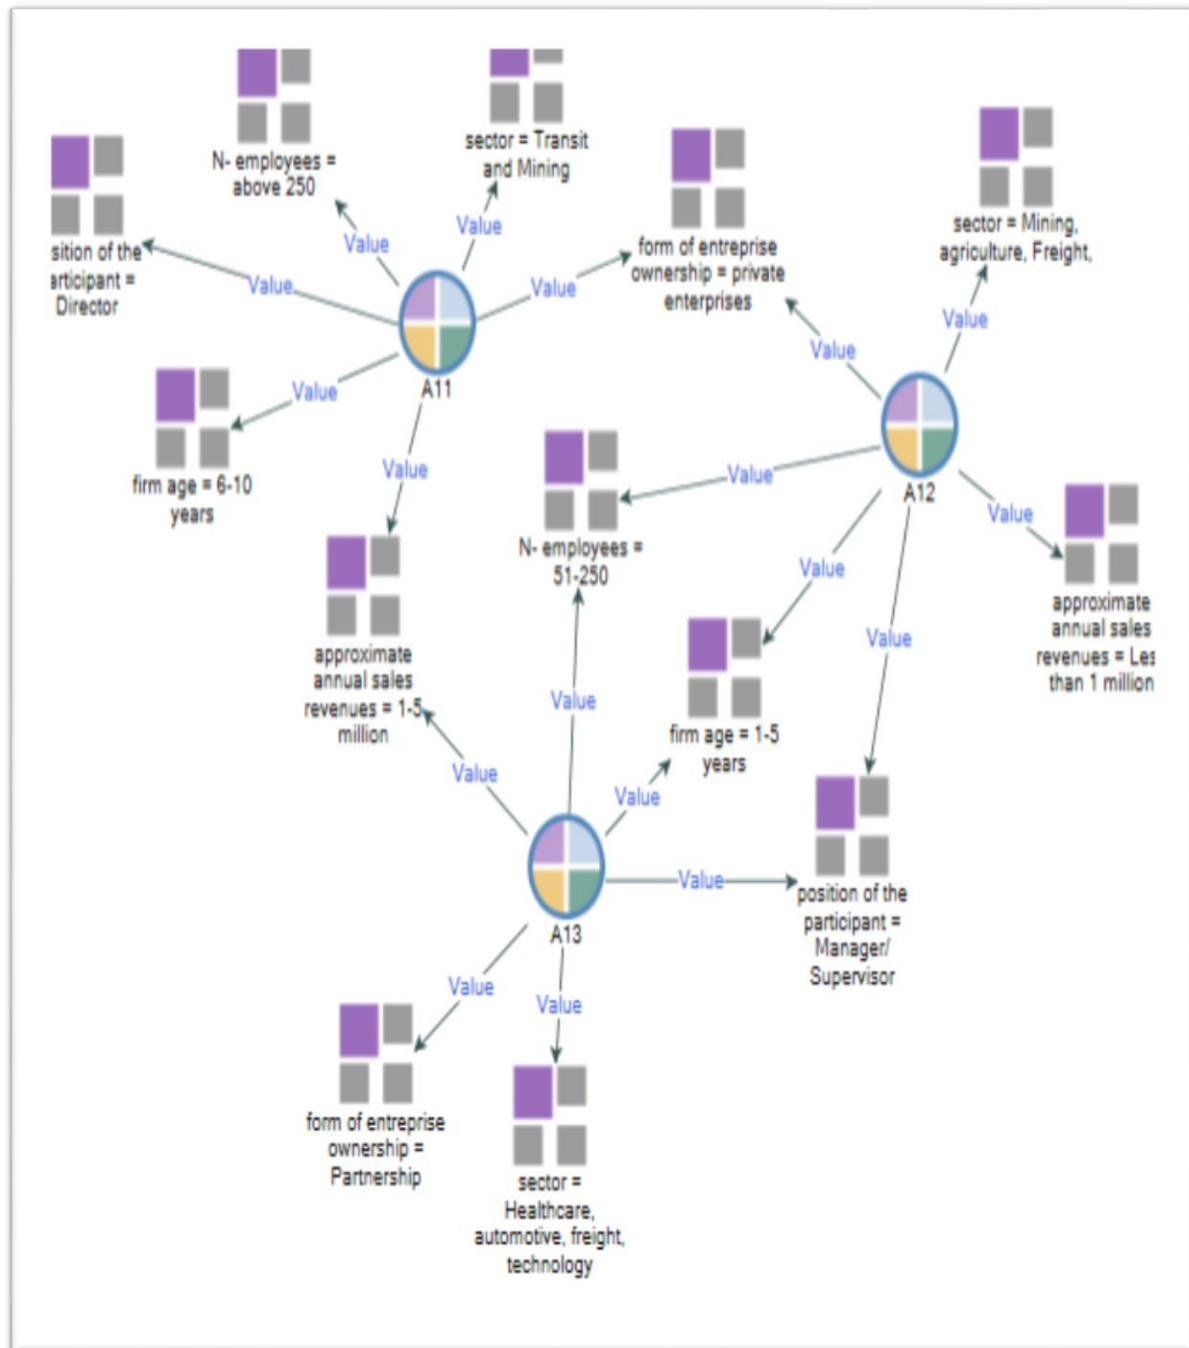 N- employees =
above 250
sector = Transit
and Mining
sition of the
articipant =
Director
form of entreprise
ownership = private
enterprises
sector = Mining,
agriculture, Freight,
Value
Value
Value
Value
Value
Value
Value
A11
Value
Value
firm age = 6-10
years
Value
A12
Value
N- employees =
51-250
Value
Value
Value
approximate
annual sales
revenues = 1-5
million
approximate
annual sales
revenues = Les
than 1 million
firm age = 1-5
years
Value
Value
Value
Value
A13
position of the
participant =
Manager/
Supervisor
Value
Value
form of entreprise
ownership =
Partnership
sector =
Healthcare,
automotive, freight,
technology